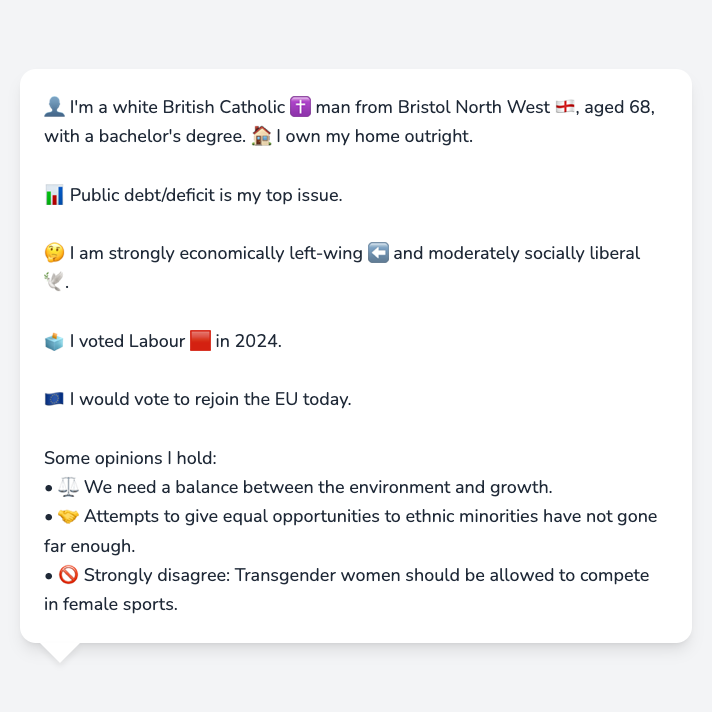 👤 I'm a white British Catholic ✝️ man from Bristol North West 🏴󠁧󠁢󠁥󠁮󠁧󠁿, aged 68,
with a bachelor's degree. 🏠 I own my home outright.
📊 Public debt/deficit is my top issue.
🤔 I am strongly economically left-wing ⬅️ and moderately socially liberal
🕊️.
🗳️ I voted Labour 🟥 in 2024.
🇪🇺 I would vote to rejoin the EU today.
Some opinions I hold:
• ⚖️ We need a balance between the environment and growth.
• 🤝 Attempts to give equal opportunities to ethnic minorities have not gone
far enough.
• 🚫 Strongly disagree: Transgender women should be allowed to compete
in female sports.